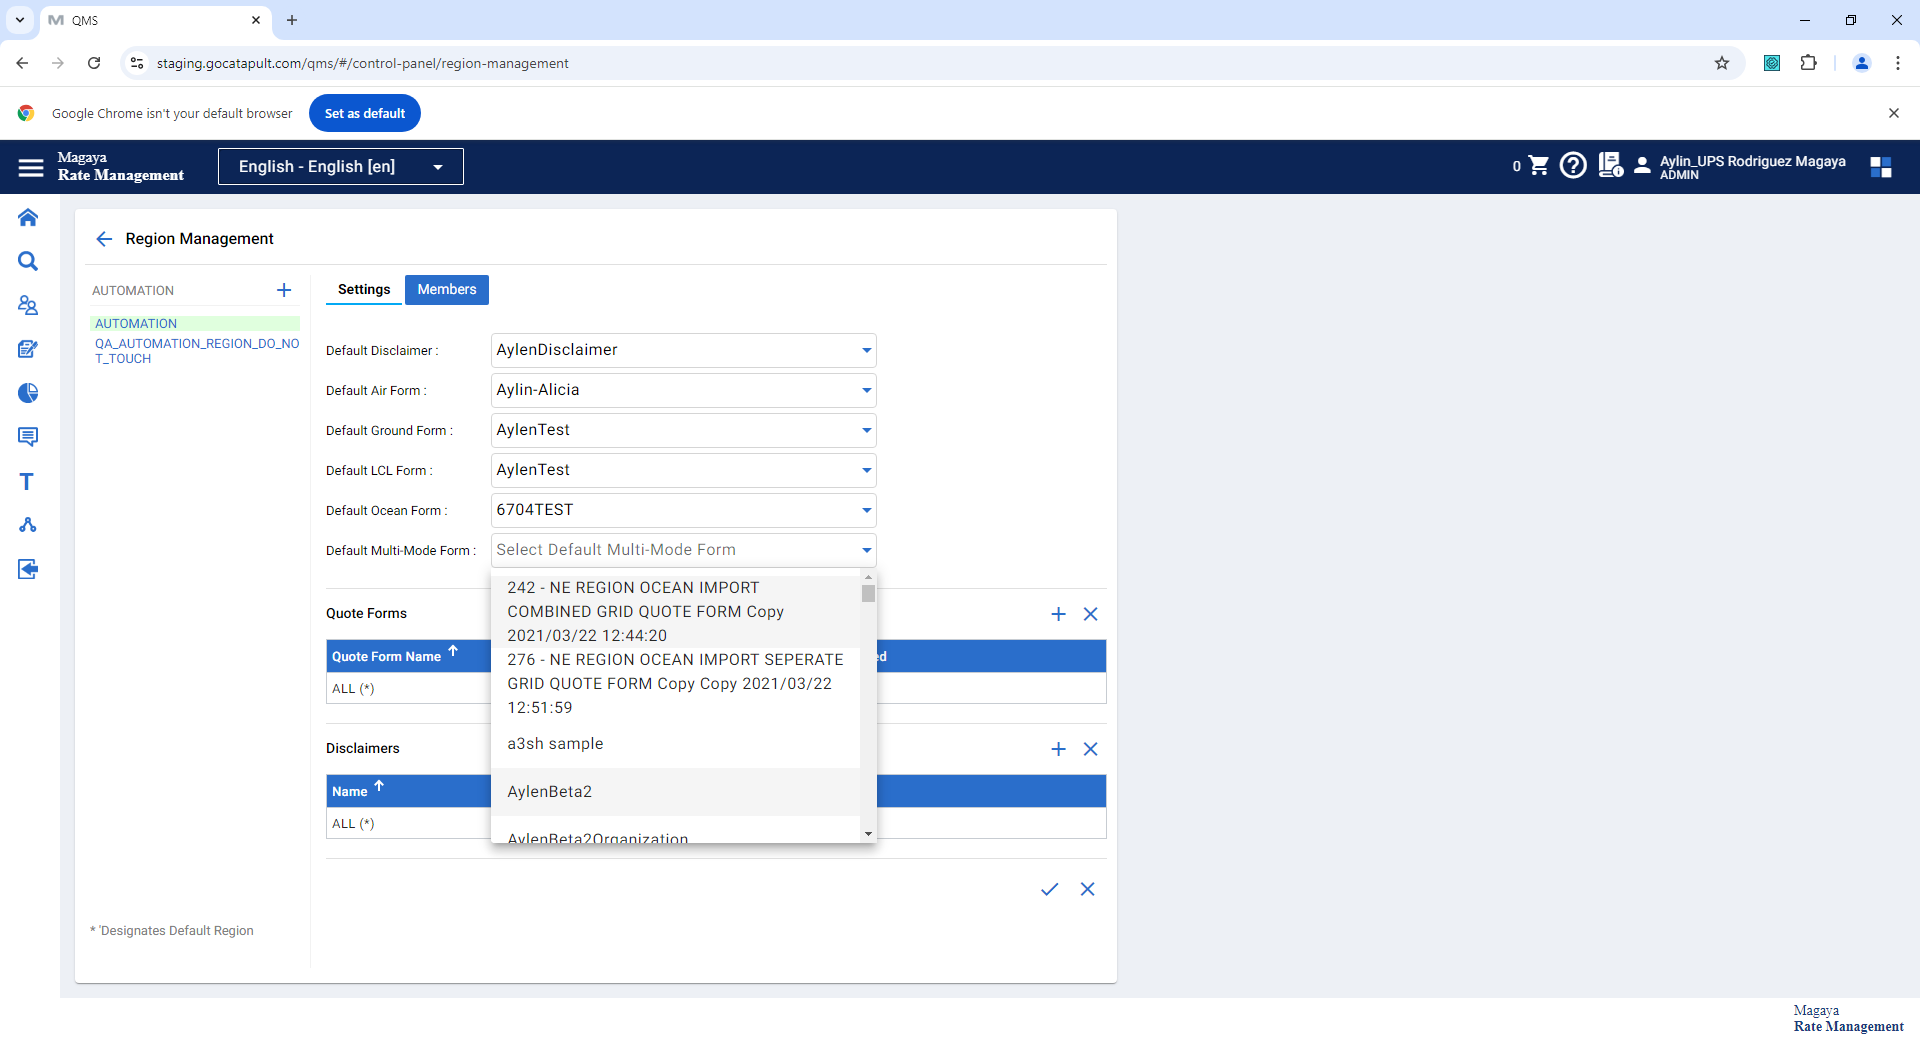 QMS
staging.gocatapult.com/qms/#/control-panel/region-management
Google Chrome isn't your default browser
Set as default
Magaya
Rate Management
English - English [en]
0
Aylin_UPS Rodriguez Magaya
ADMIN
Region Management
AUTOMATION
AUTOMATION
QA_AUTOMATION_REGION_DO_NO
T_TOUCH
* 'Designates Default Region
Settings
Members
Default Disclaimer :
AylenDisclaimer
Default Air Form :
Aylin-Alicia
Default Ground Form :
AylenTest
Default LCL Form :
AylenTest
Default Ocean Form :
6704TEST
Default Multi-Mode Form :
Select Default Multi-Mode Form
242 - NE REGION OCEAN IMPORT
COMBINED GRID QUOTE FORM Copy
2021/03/22 12:44:20
276 - NE REGION OCEAN IMPORT SEPERATE
GRID QUOTE FORM Copy Copy 2021/03/22
12:51:59
a3sh sample
AylenBeta2
AylenBeta2Organization
Quote Forms
Quote Form Name
ed
ALL (*)
Disclaimers
Name
ALL (*)
Magaya
Rate Management